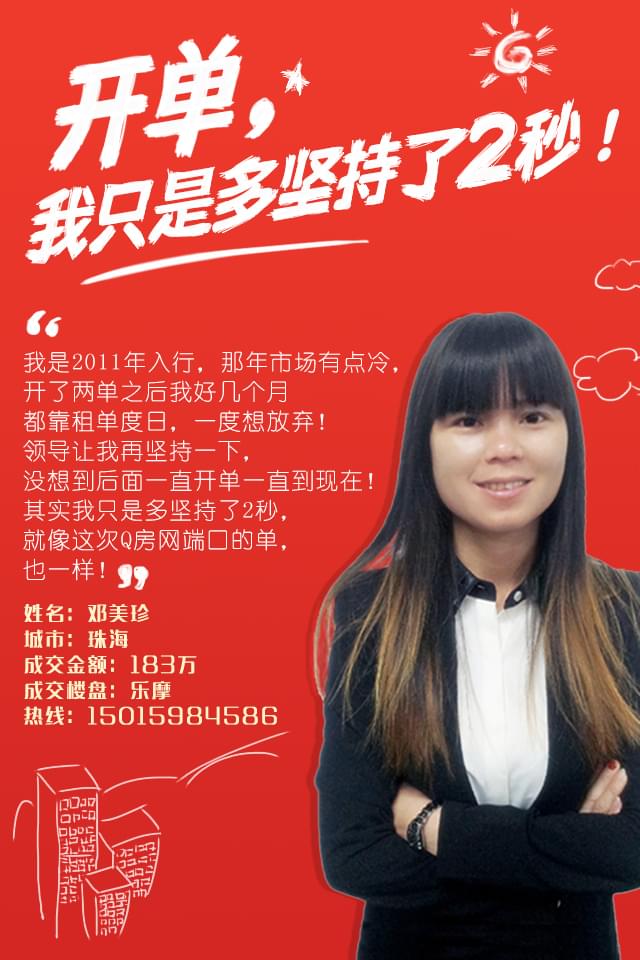 开单，
我只是多坚持了2秒！
“
我是2011年入行，那年市场有点冷，
开了两单之后我好几个月
都靠租单度日，一度想放弃！
领导让我再坚持一下，
没想到后面一直开单一直到现在！
其实我只是多坚持了2秒，
就像这次Q房网端口的单，
也一样！”
姓名：邓美珍
城市：珠海
成交金额：183万
成交楼盘：乐摩
热线：15015984586